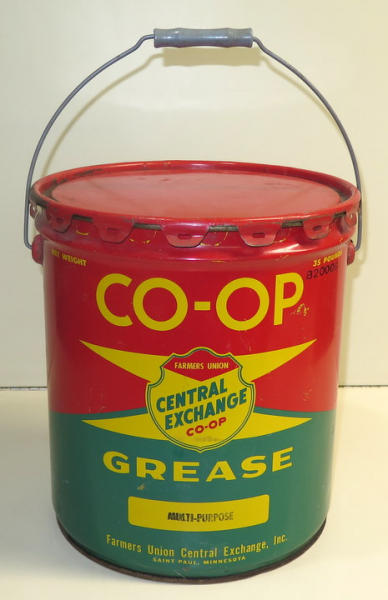 NET WEIGHT
35 POUNDS
CO-OP
FARMERS UNION
CENTRAL
EXCHANGE
CO-OP
GREASE
MULTI-PURPOSE
Farmers Union Central Exchange, Inc.
SAINT PAUL, MINNESOTA